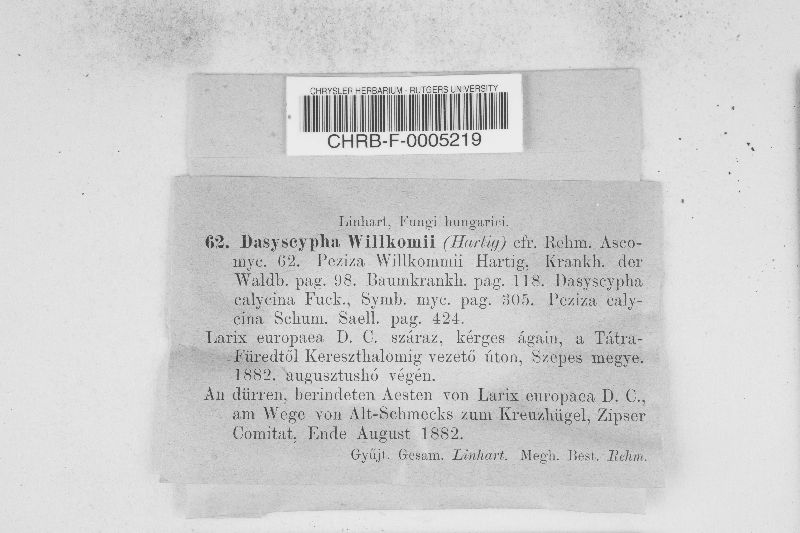 CHRYSLER HERBARIUM - RUTGERS UNIVERSITY
CHRB-F-0005219
Linhart, Fungi hungarici.
62. Dasyscypha Willkomii (Hartig) cfr. Rehm. Asco-
myc. 62. Peziza Willkommii Hartig, Krankh. der
Waldb. pag. 98. Baumkrankh. pag. 118. Dasyscypha
calycina Fuck., Symb. myc. pag. 305. Peziza caly-
cina Schum. Sacll. pag. 424.
Larix europaea D. C. száraz, kérges ágain, a Tátra-
Füredtől Kereszthalomig vezető úton, Szepes megye.
1882. augusztushó végén.
An dürren, berindeten Aesten von Larix europaea D. C.,
am Wege von Alt-Schmecks zum Kreuzhügel, Zipser
Comitat, Ende August 1882.
Gyűjt. Gesam. Linhart. Megh. Best. Rehm.